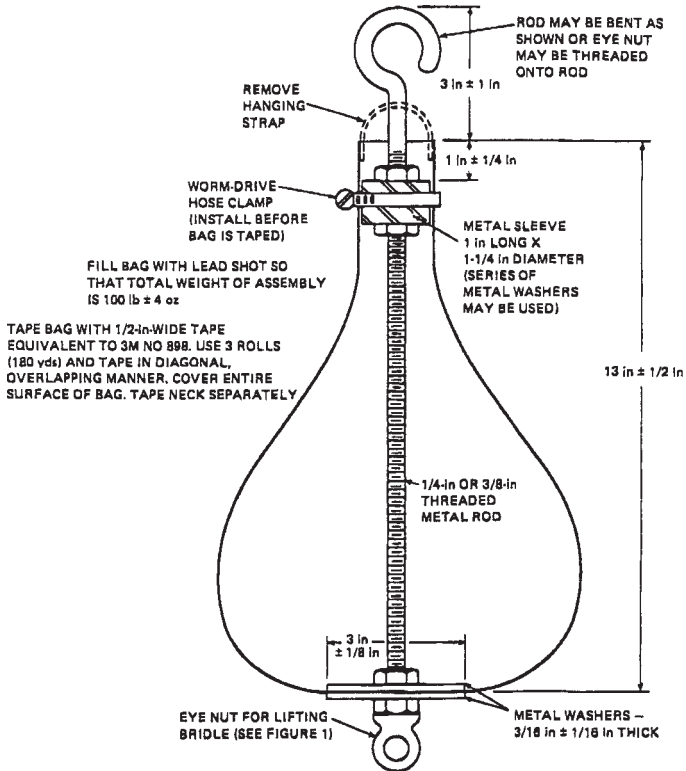 ROD MAY BE BENT AS
SHOWN OR EYE NUT
MAY BE THREADED
ONTO ROD
3 in ± 1 in
REMOVE
HANGING
STRAP
1 in ± 1/4 in
WORM-DRIVE
HOSE CLAMP
(INSTALL BEFORE
BAG IS TAPED)
METAL SLEEVE
1 in LONG X
1-1/4 in DIAMETER
(SERIES OF
METAL WASHERS
MAY BE USED)
FILL BAG WITH LEAD SHOT SO
THAT TOTAL WEIGHT OF ASSEMBLY
IS 100 lb ± 4 oz
TAPE BAG WITH 1/2-in-WIDE TAPE
EQUIVALENT TO 3M NO 898. USE 3 ROLLS
(180 yds) AND TAPE IN DIAGONAL,
OVERLAPPING MANNER. COVER ENTIRE
SURFACE OF BAG. TAPE NECK SEPARATELY
13 in ± 1/2 in
1/4-in OR 3/8-in
THREADED
METAL ROD
3 in
± 1/8 in
EYE NUT FOR LIFTING
BRIDLE (SEE FIGURE 1)
METAL WASHERS –
3/16 in ± 1/16 in THICK